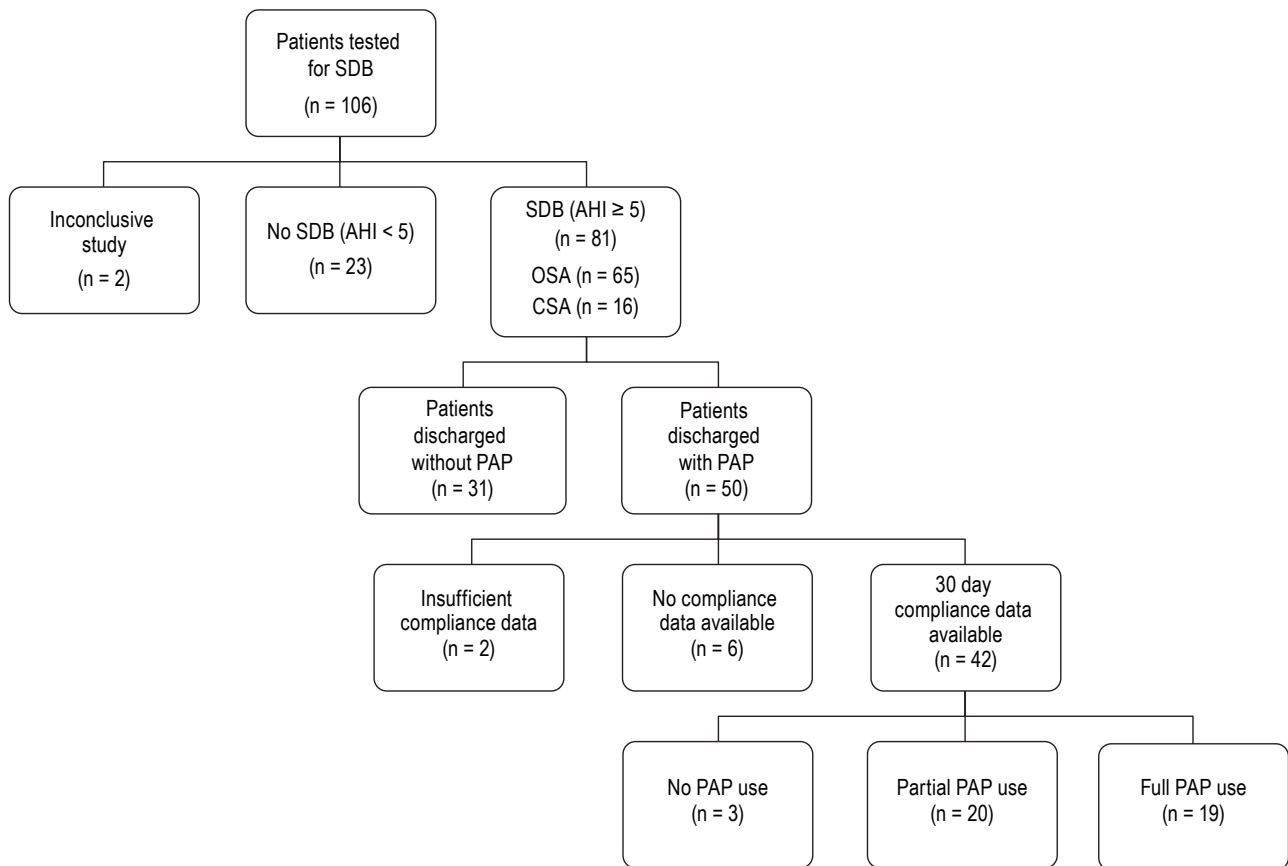 Patients tested
for SDB
(n = 106)
Inconclusive
study
(n = 2)
No SDB (AHI < 5)
(n = 23)
SDB (AHI ≥ 5)
(n = 81)
OSA (n = 65)
CSA (n = 16)
Patients
discharged
without PAP
(n = 31)
Patients
discharged
with PAP
(n = 50)
Insufficient
compliance data
(n = 2)
No compliance
data available
(n = 6)
30 day
compliance data
available
(n = 42)
No PAP use
(n = 3)
Partial PAP use
(n = 20)
Full PAP use
(n = 19)